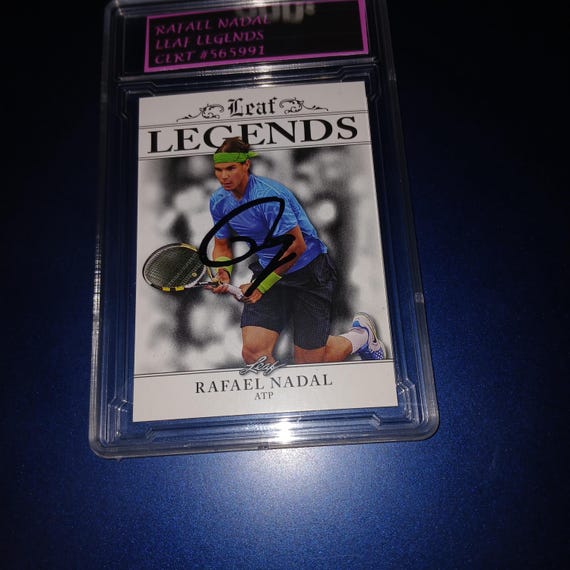 RAFAEL NADAL
LEAF LEGENDS
CERT #565991
Leaf
LEGENDS
Leaf
RAFAEL NADAL
ATP